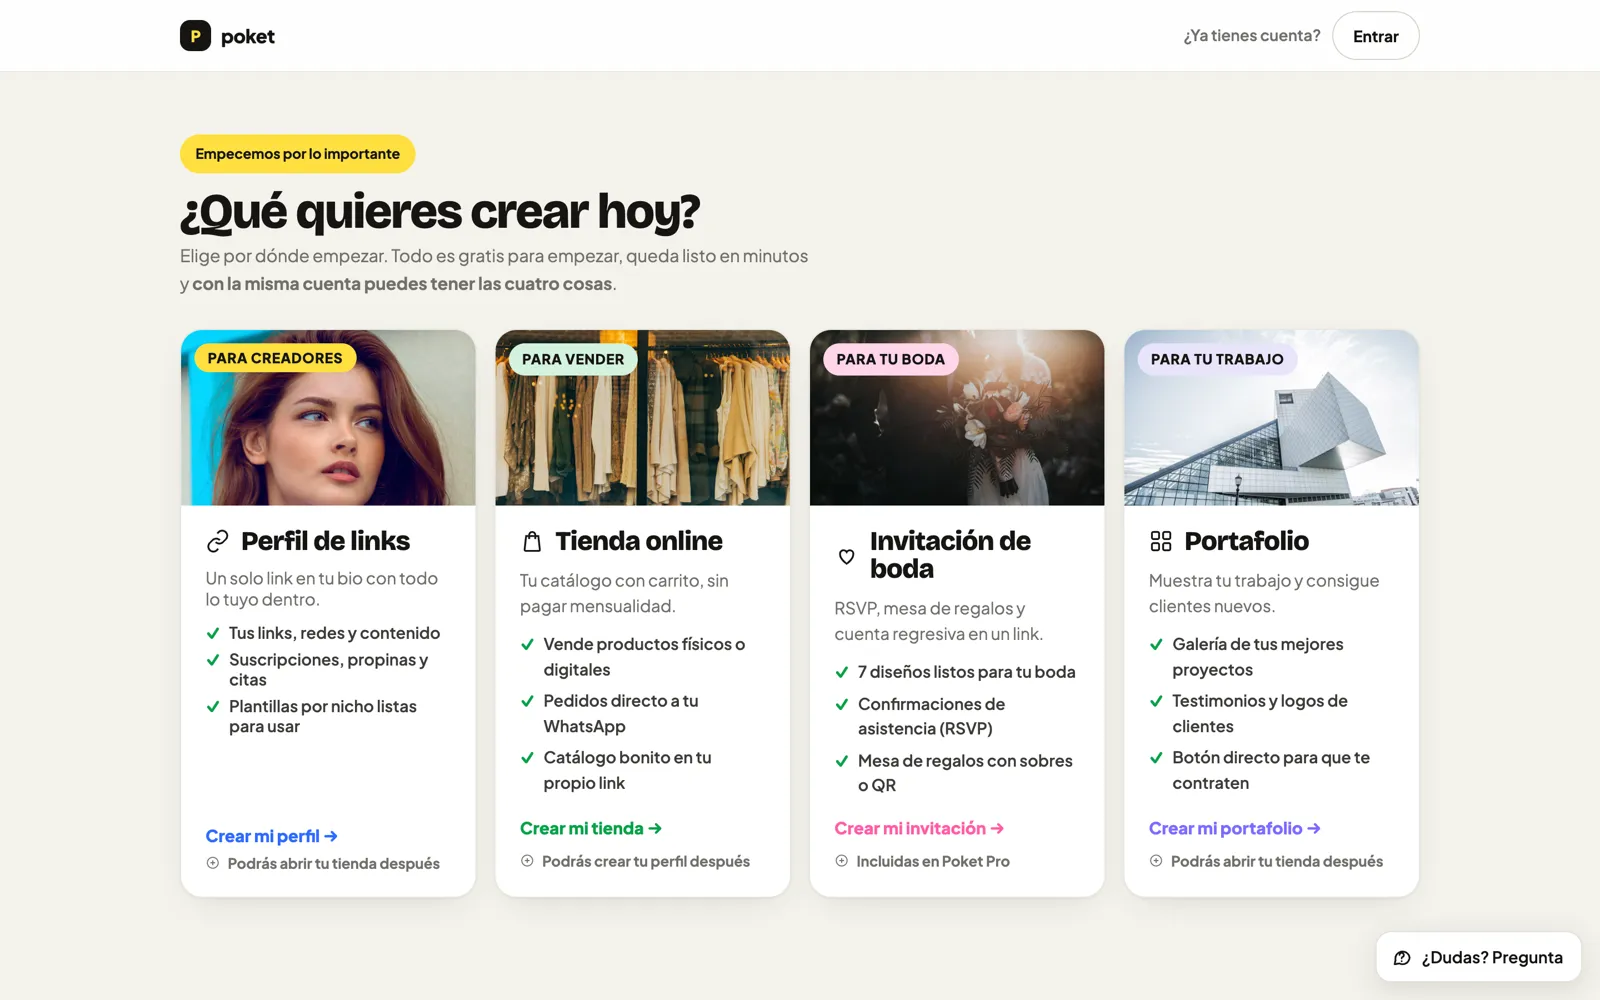 P poket
¿Ya tienes cuenta? Entrar
Empecemos por lo importante
¿Qué quieres crear hoy?
Elige por dónde empezar. Todo es gratis para empezar, queda listo en minutos
y con la misma cuenta puedes tener las cuatro cosas.
PARA CREADORES
Perfil de links
Un solo link en tu bio con todo
lo tuyo dentro.
Tus links, redes y contenido
Suscripciones, propinas y
citas
Plantillas por nicho listas
para usar
Crear mi perfil →
Podrás abrir tu tienda después
PARA VENDER
Tienda online
Tu catálogo con carrito, sin
pagar mensualidad.
Vende productos físicos o
digitales
Pedidos directo a tu
WhatsApp
Catálogo bonito en tu
propio link
Crear mi tienda →
Podrás crear tu perfil después
PARA TU BODA
Invitación de
boda
RSVP, mesa de regalos y
cuenta regresiva en un link.
7 diseños listos para tu boda
Confirmaciones de
asistencia (RSVP)
Mesa de regalos con sobres
o QR
Crear mi invitación →
Incluidas en Poket Pro
PARA TU TRABAJO
Portafolio
Muestra tu trabajo y consigue
clientes nuevos.
Galería de tus mejores
proyectos
Testimonios y logos de
clientes
Botón directo para que te
contraten
Crear mi portafolio →
Podrás abrir tu tienda después
¿Dudas? Pregunta